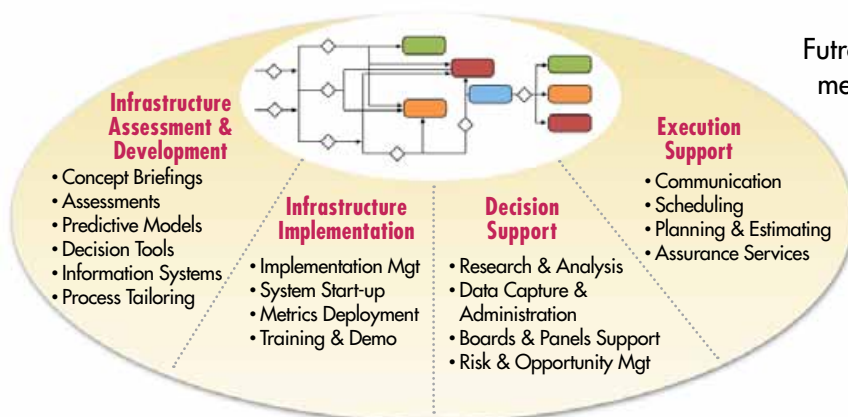 Infrastructure
Assessment &
Development
• Concept Briefings
• Assessments
• Predictive Models
• Decision Tools
• Information Systems
• Process Tailoring
Infrastructure
Implementation
• Implementation Mgt
• System Start-up
• Metrics Deployment
• Training & Demo
Decision
Support
• Research & Analysis
• Data Capture &
Administration
• Boards & Panels Support
• Risk & Opportunity Mgt
Execution
Support
• Communication
• Scheduling
• Planning & Estimating
• Assurance Services